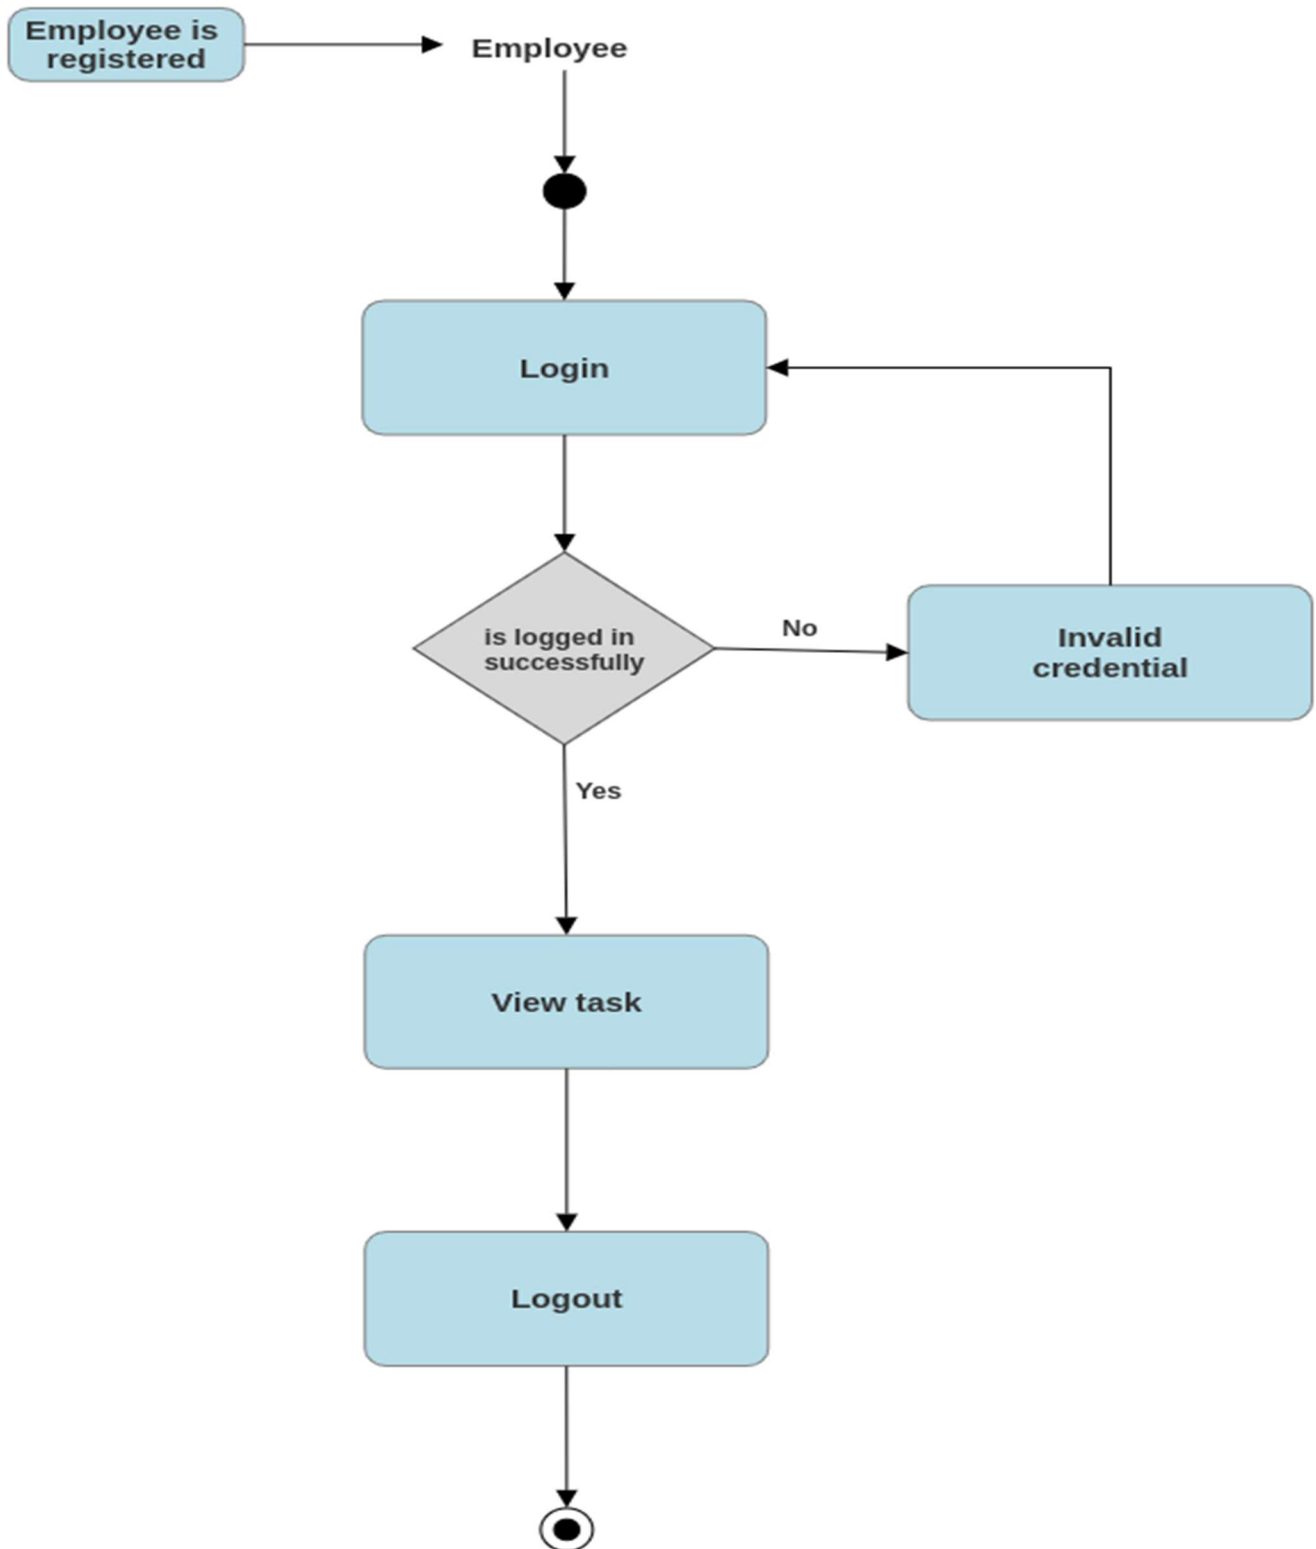 Employee is
registered
Employee
Login
is logged in
successfully
No
Invalid
credential
Yes
View task
Logout